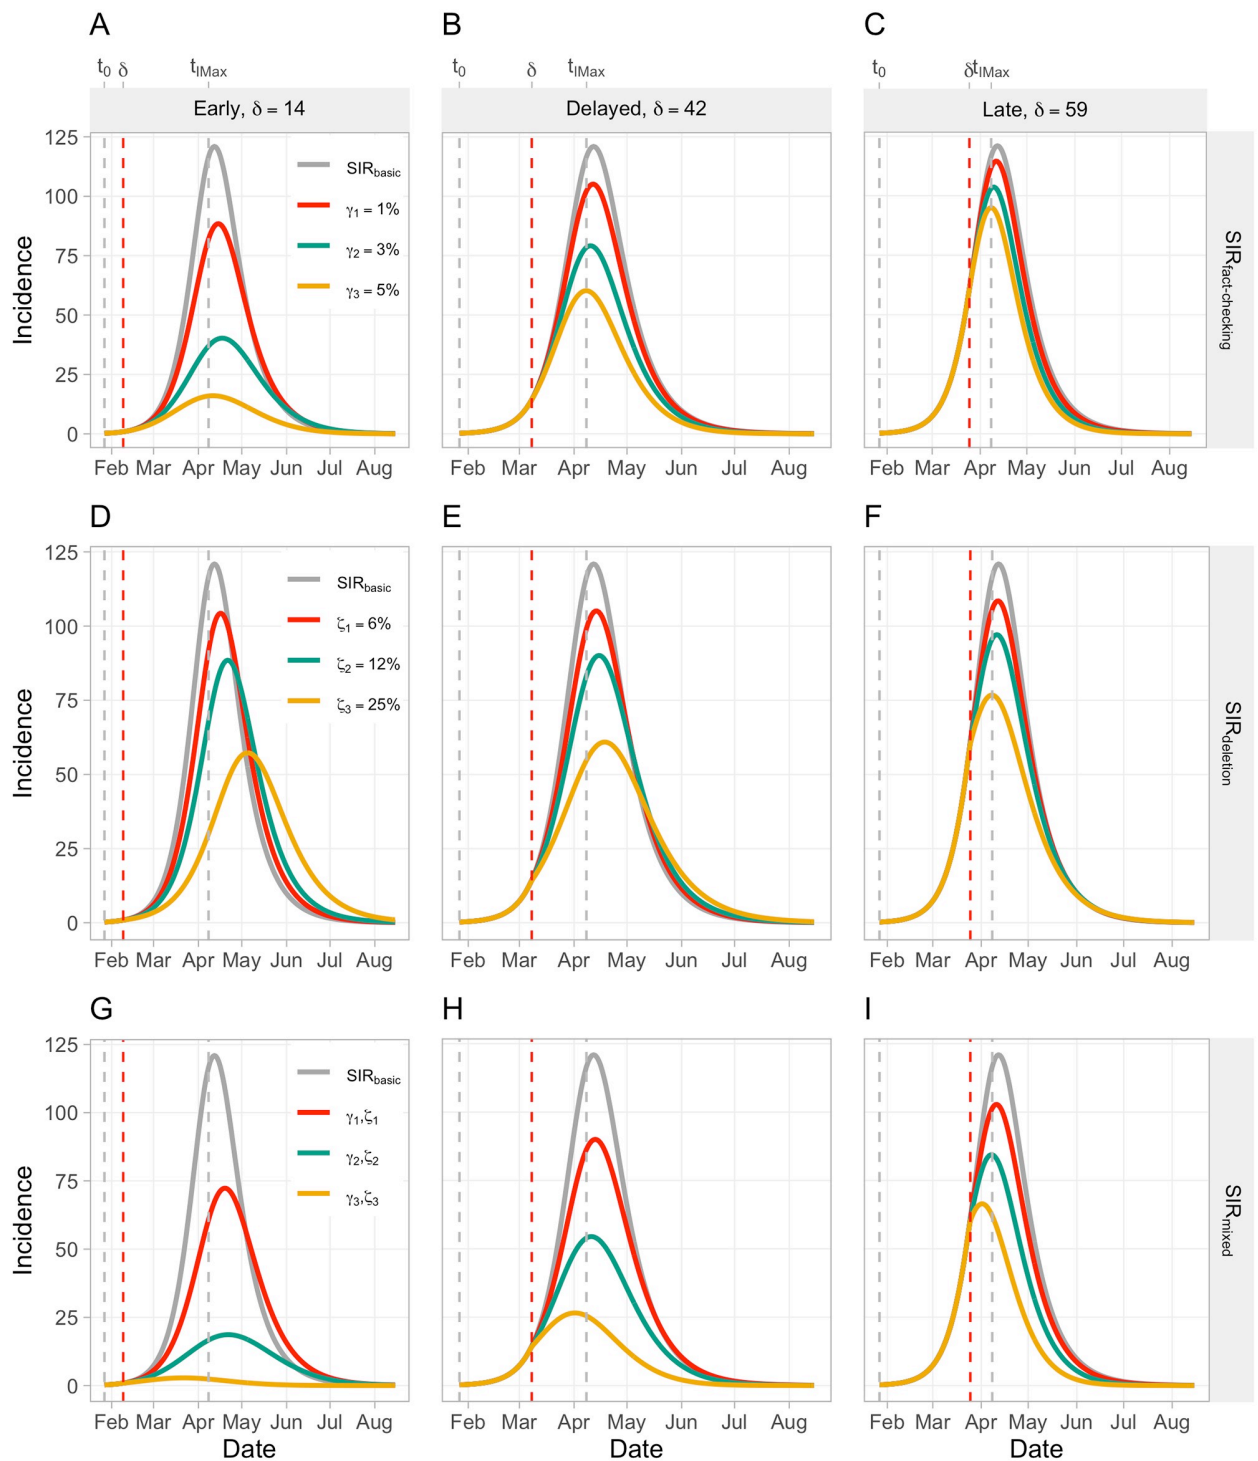 A B C
t0 δ tIMax t0 δ tIMax t0 δ tIMax
Early, δ = 14 Delayed, δ = 42 Late, δ = 59
125
100
75
50
25
0
Incidence
SIRbasic
γ1 = 1%
γ2 = 3%
γ3 = 5%
SIRfact-checking
Feb Mar Apr May Jun Jul Aug Feb Mar Apr May Jun Jul Aug Feb Mar Apr May Jun Jul Aug
D E F
125
100
75
50
25
0
Incidence
SIRbasic
ζ1 = 6%
ζ2 = 12%
ζ3 = 25%
SIRdeletion
Feb Mar Apr May Jun Jul Aug Feb Mar Apr May Jun Jul Aug Feb Mar Apr May Jun Jul Aug
G H I
125
100
75
50
25
0
Incidence
SIRbasic
γ1,ζ1
γ2,ζ2
γ3,ζ3
SIRmixed
Feb Mar Apr May Jun Jul Aug Feb Mar Apr May Jun Jul Aug Feb Mar Apr May Jun Jul Aug
Date Date Date